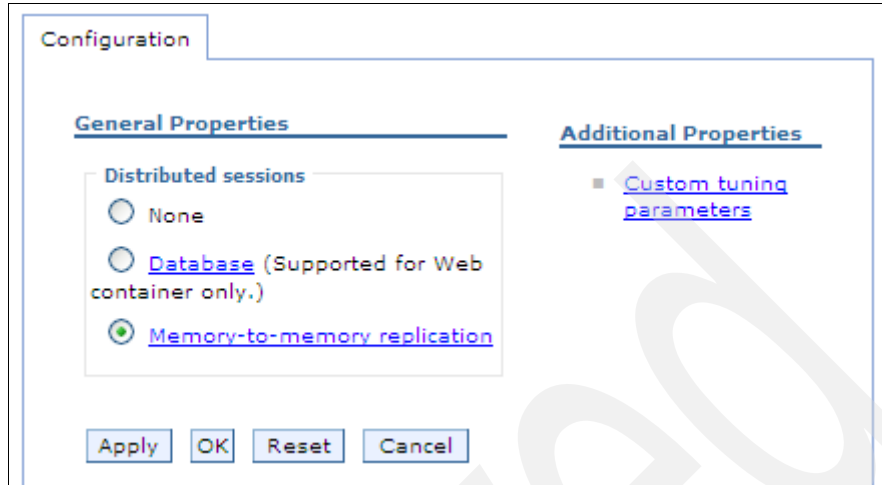 Configuration
General Properties
Distributed sessions
None
Database (Supported for Web
container only.)
Memory-to-memory replication
Additional Properties
Custom tuning
parameters
Apply OK Reset Cancel